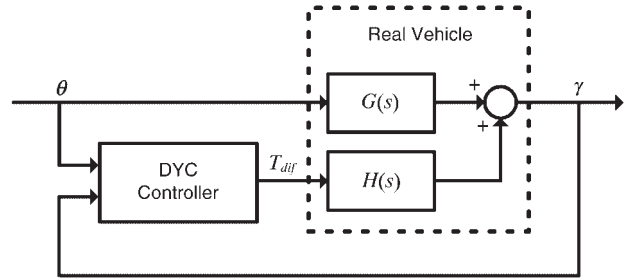 Real Vehicle
θ
γ
G(s)
+
+
DYC
Controller
T_dif
H(s)